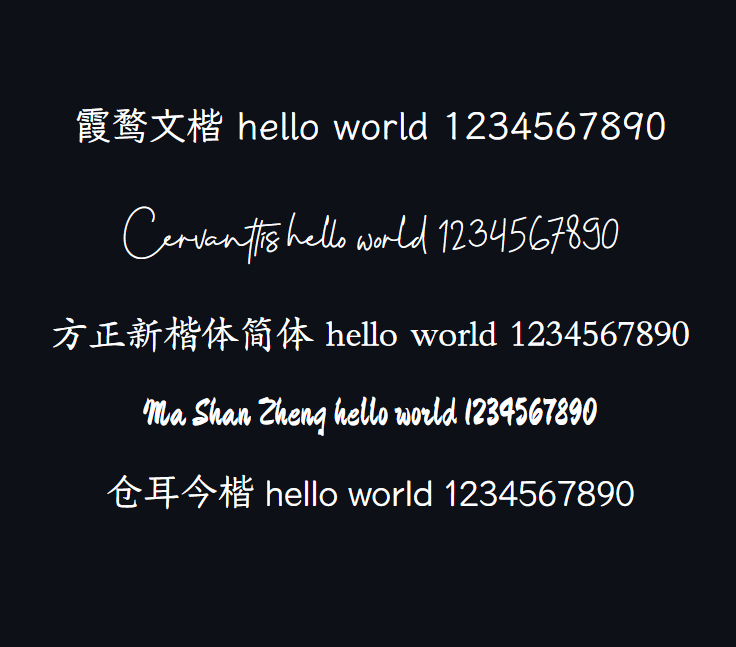 霞鹜文楷 hello world 1234567890
Cervanttis hello world 1234567890
方正新楷体简体 hello world 1234567890
Ma Shan Zheng hello world 1234567890
仓耳今楷 hello world 1234567890